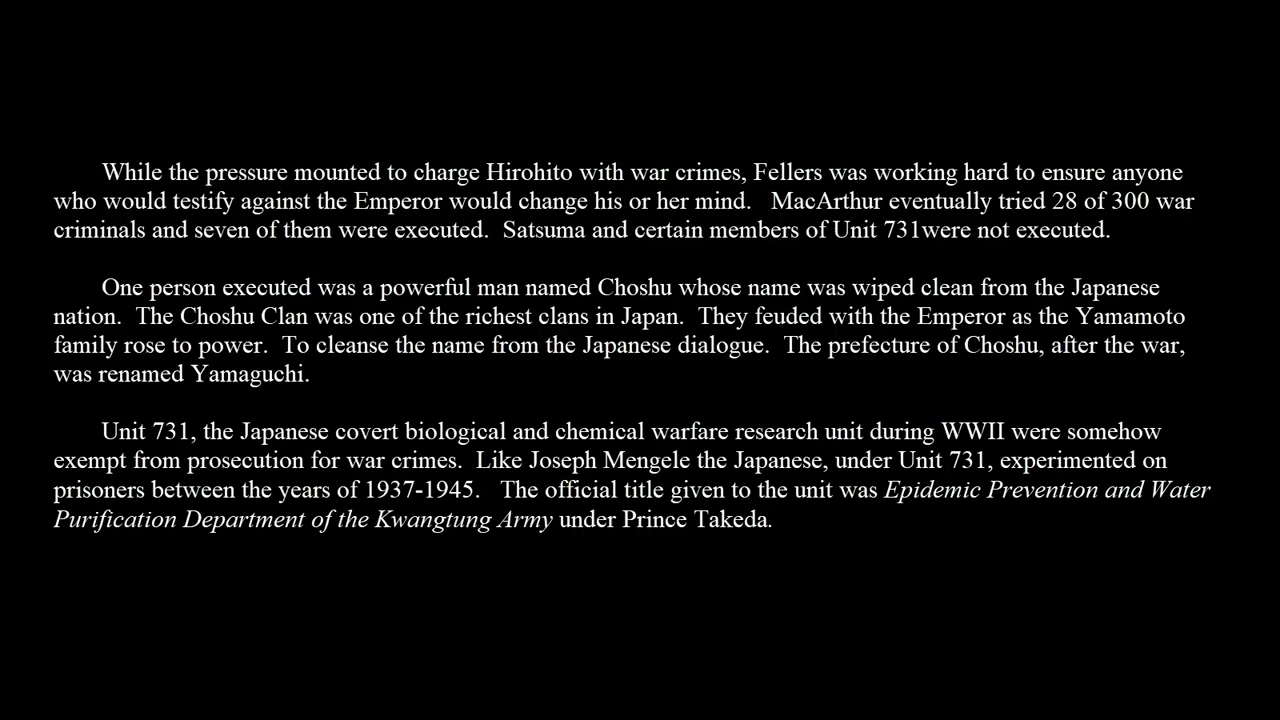 While the pressure mounted to charge Hirohito with war crimes, Fellers was working hard to ensure anyone
who would testify against the Emperor would change his or her mind.   MacArthur eventually tried 28 of 300 war
criminals and seven of them were executed.  Satsuma and certain members of Unit 731were not executed.
One person executed was a powerful man named Choshu whose name was wiped clean from the Japanese
nation.  The Choshu Clan was one of the richest clans in Japan.  They feuded with the Emperor as the Yamamoto
family rose to power.  To cleanse the name from the Japanese dialogue.  The prefecture of Choshu, after the war,
was renamed Yamaguchi.
Unit 731, the Japanese covert biological and chemical warfare research unit during WWII were somehow
exempt from prosecution for war crimes.  Like Joseph Mengele the Japanese, under Unit 731, experimented on
prisoners between the years of 1937-1945.   The official title given to the unit was Epidemic Prevention and Water
Purification Department of the Kwangtung Army under Prince Takeda.